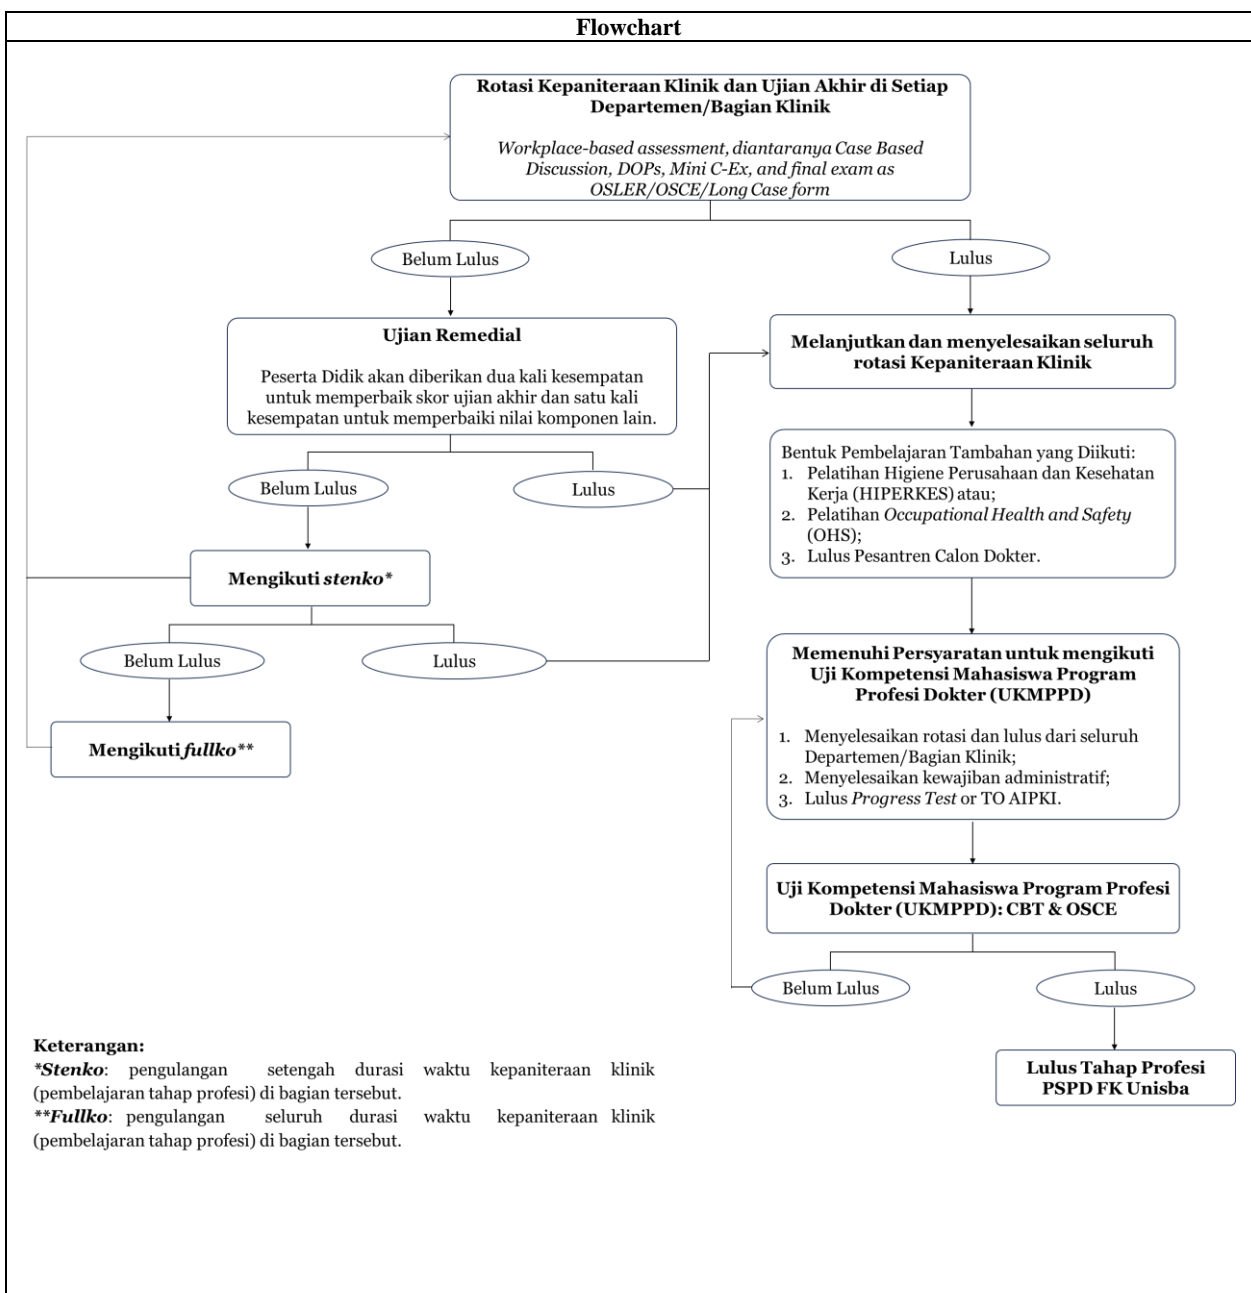 Flowchart
Rotasi Kepaniteraan Klinik dan Ujian Akhir di Setiap
Departemen/Bagian Klinik
Workplace-based assessment, diantaranya Case Based
Discussion, DOPs, Mini C-Ex, and final exam as
OSLER/OSCE/Long Case form
Belum Lulus
Lulus
Ujian Remedial
Peserta Didik akan diberikan dua kali kesempatan
untuk memperbaik skor ujian akhir dan satu kali
kesempatan untuk memperbaiki nilai komponen lain.
Melanjutkan dan menyelesaikan seluruh
rotasi Kepaniteraan Klinik
Belum Lulus
Lulus
Bentuk Pembelajaran Tambahan yang Diikuti:
1. Pelatihan Higiene Perusahaan dan Kesehatan
Kerja (HIPERKES) atau;
2. Pelatihan Occupational Health and Safety
(OHS);
3. Lulus Pesantren Calon Dokter.
Mengikuti stenko*
Belum Lulus
Lulus
Mengikuti fullko**
Memenuhi Persyaratan untuk mengikuti
Uji Kompetensi Mahasiswa Program
Profesi Dokter (UKMPPD)
1. Menyelesaikan rotasi dan lulus dari seluruh
Departemen/Bagian Klinik;
2. Menyelesaikan kewajiban administratif;
3. Lulus Progress Test or TO AIPKI.
Uji Kompetensi Mahasiswa Program Profesi
Dokter (UKMPPD): CBT & OSCE
Belum Lulus
Lulus
Lulus Tahap Profesi
PSPD FK Unisba
Keterangan:
*Stenko: pengulangan setengah durasi waktu kepaniteraan klinik
(pembelajaran tahap profesi) di bagian tersebut.
**Fullko: pengulangan seluruh durasi waktu kepaniteraan klinik
(pembelajaran tahap profesi) di bagian tersebut.